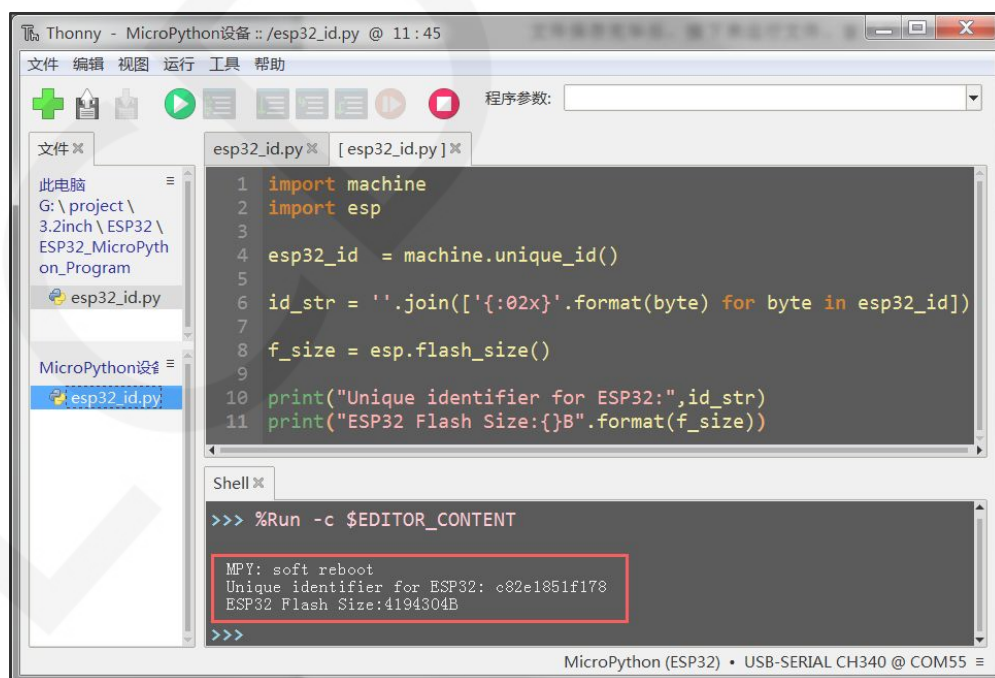 Thonny - MicroPython设备 :: /esp32_id.py @ 11 : 45
文件 编辑 视图 运行 工具 帮助
程序参数:
文件
此电脑
G: \ project \
3.2inch \ ESP32 \
ESP32_MicroPyth
on_Program
esp32_id.py
MicroPython设
esp32_id.py
esp32_id.py [ esp32_id.py ]
1 import machine
2 import esp
3
4 esp32_id  = machine.unique_id()
5
6 id_str = ''.join(['{:02x}'.format(byte) for byte in esp32_id])
7
8 f_size = esp.flash_size()
9
10 print("Unique identifier for ESP32:",id_str)
11 print("ESP32 Flash Size:{}B".format(f_size))
Shell
>>> %Run -c $EDITOR_CONTENT
MPY: soft reboot
Unique identifier for ESP32: c82e1851f178
ESP32 Flash Size:4194304B
>>>
MicroPython (ESP32) • USB-SERIAL CH340 @ COM55 ≡